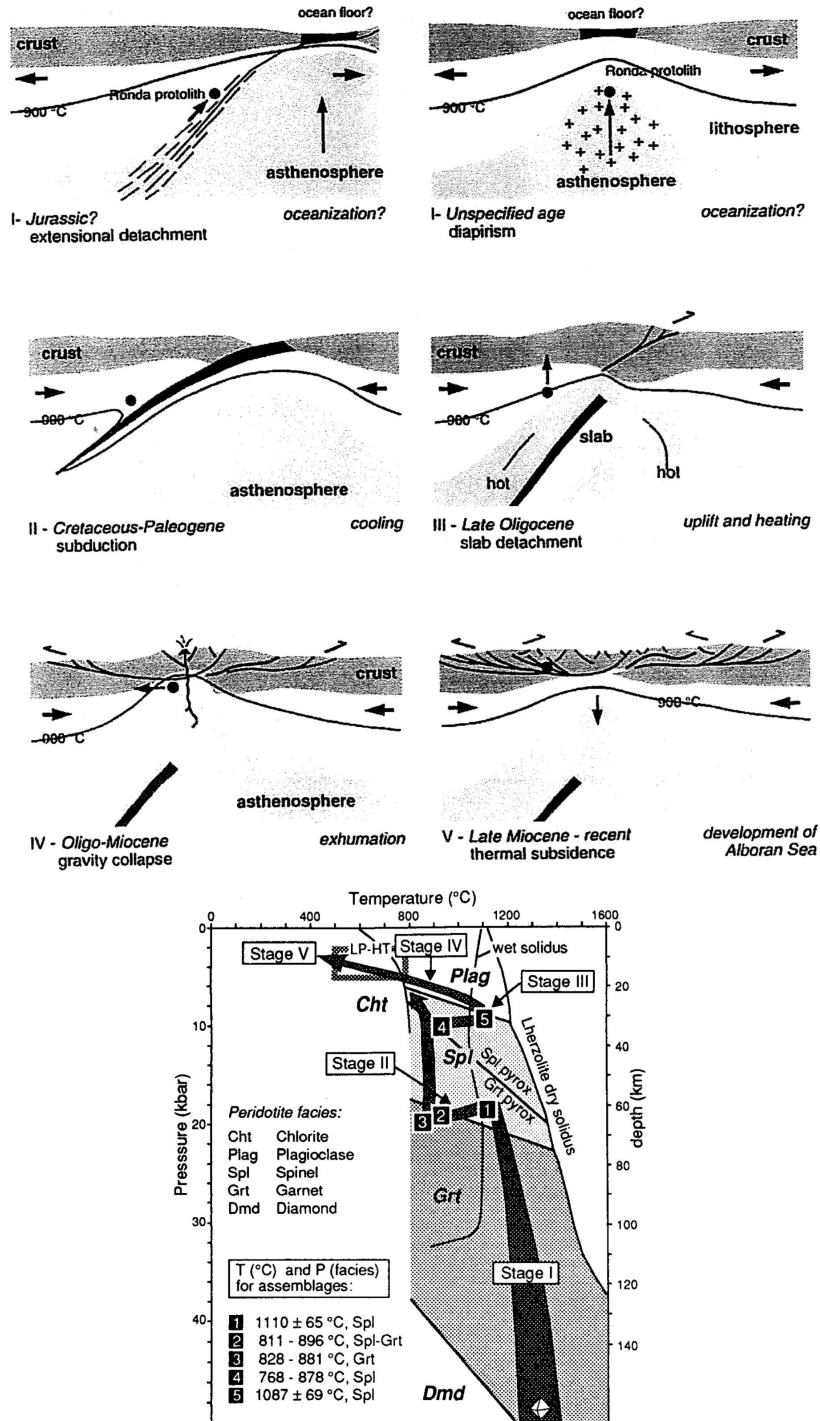 ocean floor?
crust
Ronda protolith
900 °C
asthenosphere
I- Jurassic?
extensional detachment
oceanization?
ocean floor?
crust
Ronda protolith
900 °C
lithosphere
asthenosphere
I- Unspecified age
diapirism
oceanization?
crust
900 °C
asthenosphere
II - Cretaceous-Paleogene
subduction
cooling
crust
900 °C
slab
hot
hot
III - Late Oligocene
slab detachment
uplift and heating
crust
900 °C
asthenosphere
IV - Oligo-Miocene
gravity collapse
exhumation
900 °C
V - Late Miocene - recent
thermal subsidence
development of
Alboran Sea
Temperature (°C)
0 400 800 1200 1600
Stage V
LP-HT
Stage IV
wet solidus
Plag
Stage III
Cht
5
4
Spl
Spl pyrox
Grt pyrox
Lherzolite dry solidus
Stage II
1
2
3
Grt
Stage I
Dmd
Presssure (kbar)
0
10
20
30
40
depth (km)
0
20
40
60
80
100
120
140
Peridotite facies:
Cht Chlorite
Plag Plagioclase
Spl Spinel
Grt Garnet
Dmd Diamond
T (°C) and P (facies)
for assemblages:
1 1110 ± 65 °C, Spl
2 811 - 896 °C, Spl-Grt
3 828 - 881 °C, Grt
4 768 - 878 °C, Spl
5 1087 ± 69 °C, Spl